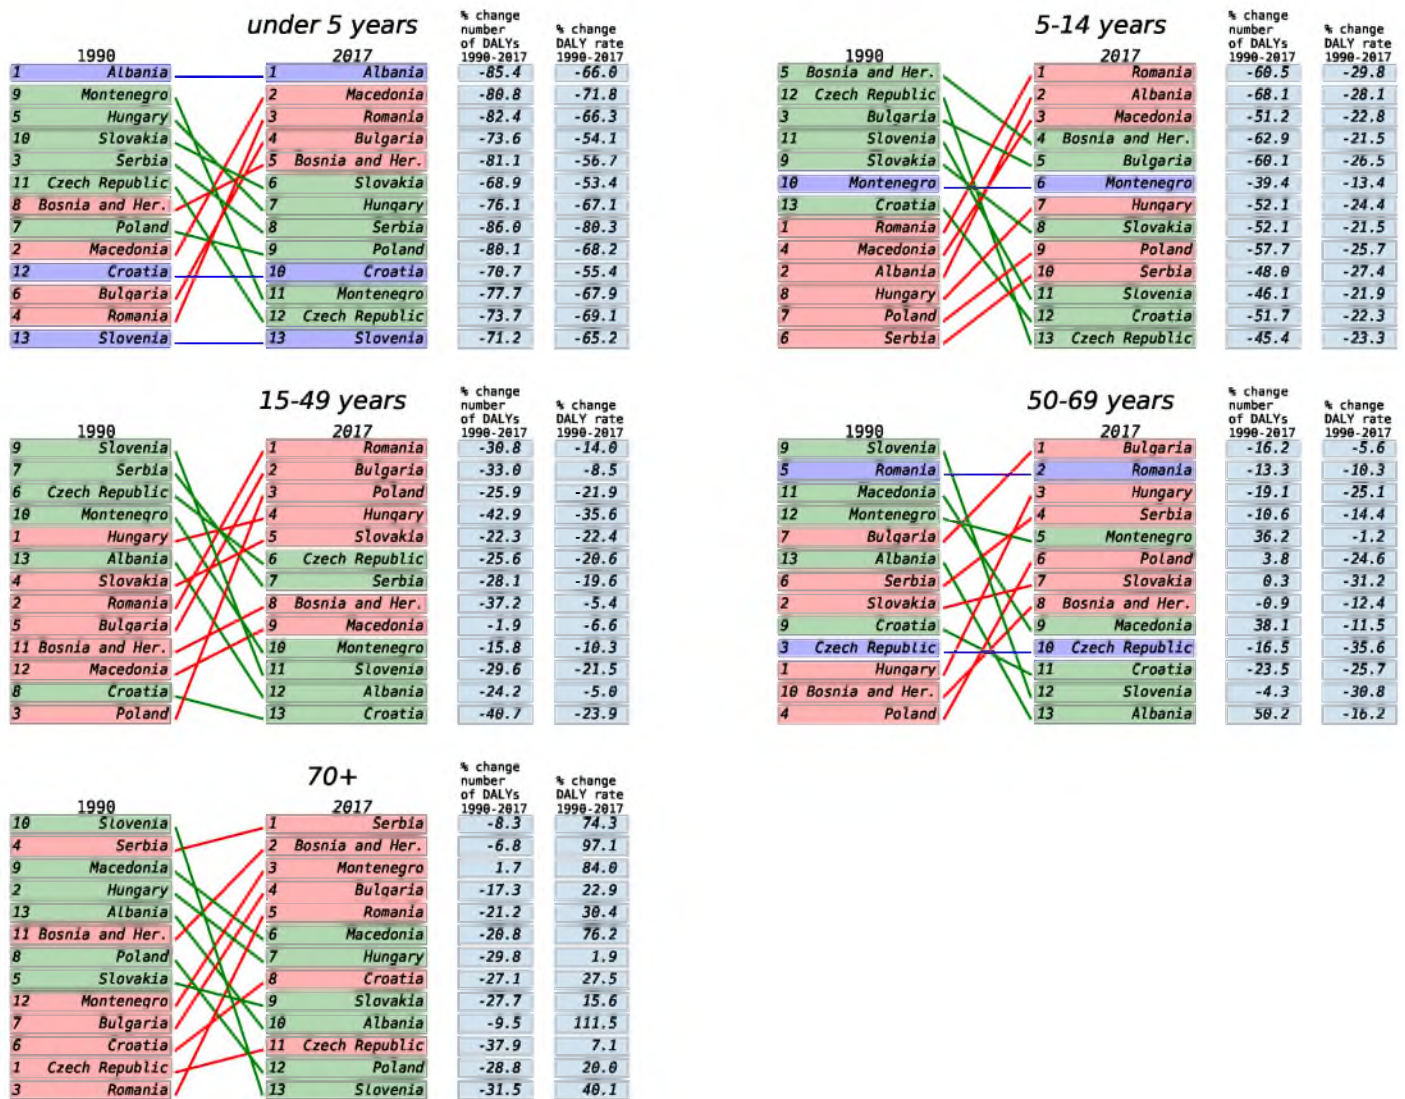 under 5 years
% change number of DALYs 1990-2017
% change DALY rate 1990-2017
1990 2017
1 Albania 1 Albania -85.4 -66.0
9 Montenegro 2 Macedonia -80.8 -71.8
5 Hungary 3 Romania -82.4 -66.3
10 Slovakia 4 Bulgaria -73.6 -54.1
3 Serbia 5 Bosnia and Her. -81.1 -56.7
11 Czech Republic 6 Slovakia -68.9 -53.4
8 Bosnia and Her. 7 Hungary -76.1 -67.1
7 Poland 8 Serbia -86.0 -80.3
2 Macedonia 9 Poland -80.1 -68.2
12 Croatia 10 Croatia -70.7 -55.4
6 Bulgaria 11 Montenegro -77.7 -67.9
4 Romania 12 Czech Republic -73.7 -69.1
13 Slovenia 13 Slovenia -71.2 -65.2
5-14 years
% change number of DALYs 1990-2017
% change DALY rate 1990-2017
1990 2017
5 Bosnia and Her. 1 Romania -60.5 -29.8
12 Czech Republic 2 Albania -68.1 -28.1
3 Bulgaria 3 Macedonia -51.2 -22.8
11 Slovenia 4 Bosnia and Her. -62.9 -21.5
9 Slovakia 5 Bulgaria -60.1 -26.5
10 Montenegro 6 Montenegro -39.4 -13.4
13 Croatia 7 Hungary -52.1 -24.4
1 Romania 8 Slovakia -52.1 -21.5
4 Macedonia 9 Poland -57.7 -25.7
2 Albania 10 Serbia -48.0 -27.4
8 Hungary 11 Slovenia -46.1 -21.9
7 Poland 12 Croatia -51.7 -22.3
6 Serbia 13 Czech Republic -45.4 -23.3
15-49 years
% change number of DALYs 1990-2017
% change DALY rate 1990-2017
1990 2017
9 Slovenia 1 Romania -30.8 -14.0
7 Serbia 2 Bulgaria -33.0 -8.5
6 Czech Republic 3 Poland -25.9 -21.9
10 Montenegro 4 Hungary -42.9 -35.6
1 Hungary 5 Slovakia -22.3 -22.4
13 Albania 6 Czech Republic -25.6 -20.6
4 Slovakia 7 Serbia -28.1 -19.6
2 Romania 8 Bosnia and Her. -37.2 -5.4
5 Bulgaria 9 Macedonia -1.9 -6.6
11 Bosnia and Her. 10 Montenegro -15.8 -10.3
12 Macedonia 11 Slovenia -29.6 -21.5
8 Croatia 12 Albania -24.2 -5.0
3 Poland 13 Croatia -40.7 -23.9
50-69 years
% change number of DALYs 1990-2017
% change DALY rate 1990-2017
1990 2017
9 Slovenia 1 Bulgaria -16.2 -5.6
5 Romania 2 Romania -13.3 -10.3
11 Macedonia 3 Hungary -19.1 -25.1
12 Montenegro 4 Serbia -10.6 -14.4
7 Bulgaria 5 Montenegro 36.2 -1.2
13 Albania 6 Poland 3.8 -24.6
6 Serbia 7 Slovakia 0.3 -31.2
2 Slovakia 8 Bosnia and Her. -0.9 -12.4
9 Croatia 9 Macedonia 38.1 -11.5
3 Czech Republic 10 Czech Republic -16.5 -35.6
1 Hungary 11 Croatia -23.5 -25.7
10 Bosnia and Her. 12 Slovenia -4.3 -30.8
4 Poland 13 Albania 50.2 -16.2
70+
% change number of DALYs 1990-2017
% change DALY rate 1990-2017
1990 2017
10 Slovenia 1 Serbia -8.3 74.3
4 Serbia 2 Bosnia and Her. -6.8 97.1
9 Macedonia 3 Montenegro 1.7 84.0
2 Hungary 4 Bulgaria -17.3 22.9
13 Albania 5 Romania -21.2 30.4
11 Bosnia and Her. 6 Macedonia -20.8 76.2
8 Poland 7 Hungary -29.8 1.9
5 Slovakia 8 Croatia -27.1 27.5
12 Montenegro 9 Slovakia -27.7 15.6
7 Bulgaria 10 Albania -9.5 111.5
6 Croatia 11 Czech Republic -37.9 7.1
1 Czech Republic 12 Poland -28.8 20.0
3 Romania 13 Slovenia -31.5 40.1